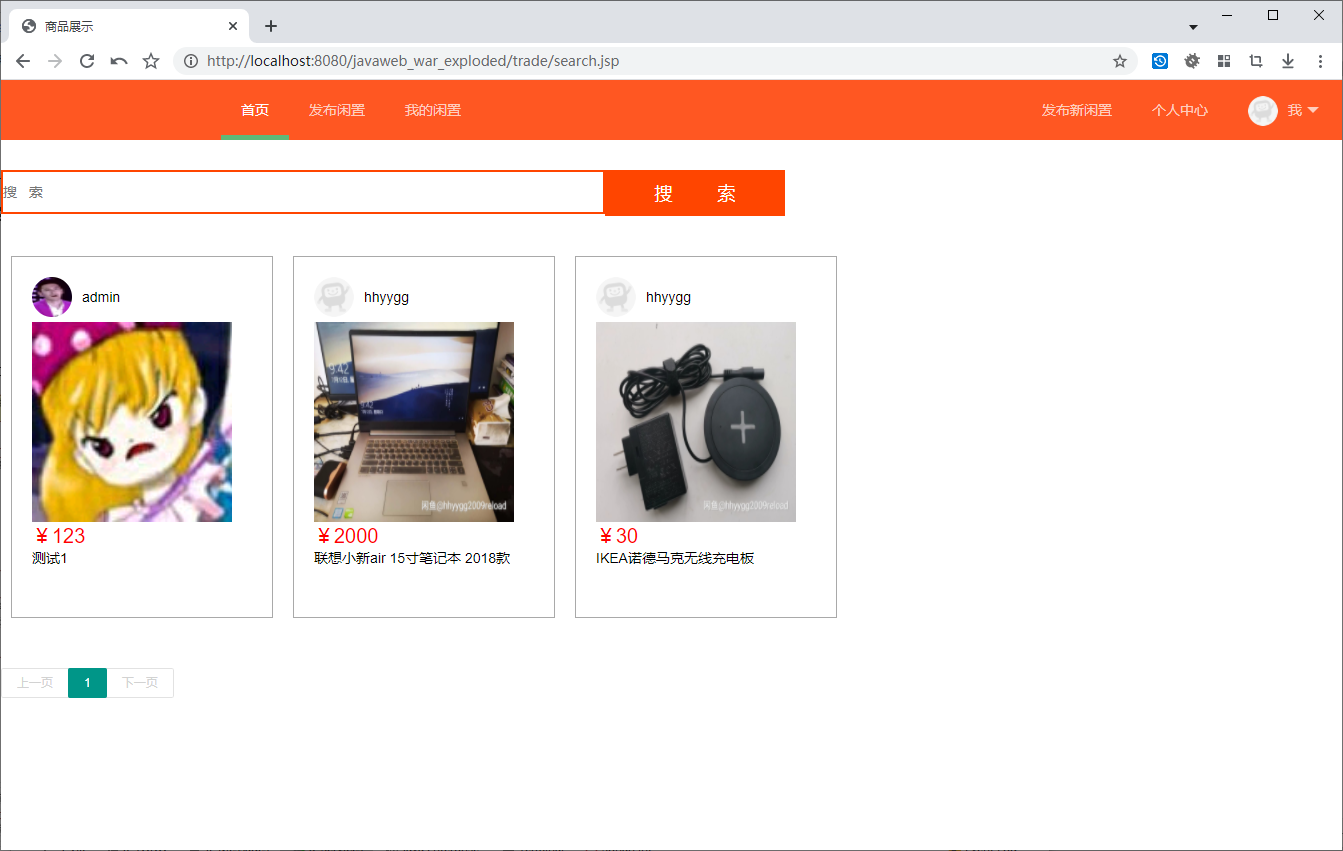 商品展示
http://localhost:8080/javaweb_war_exploded/trade/search.jsp
首页 发布闲置 我的闲置 发布新闲置 个人中心 我
搜 索 搜 索
admin hhyygg hhyygg
9:42
闲鱼@hhyygg2009reload 闲鱼@hhyygg2009reload
￥123 ￥2000 ￥30
测试1 联想小新air 15寸笔记本 2018款 IKEA诺德马克无线充电板
上一页 1 下一页